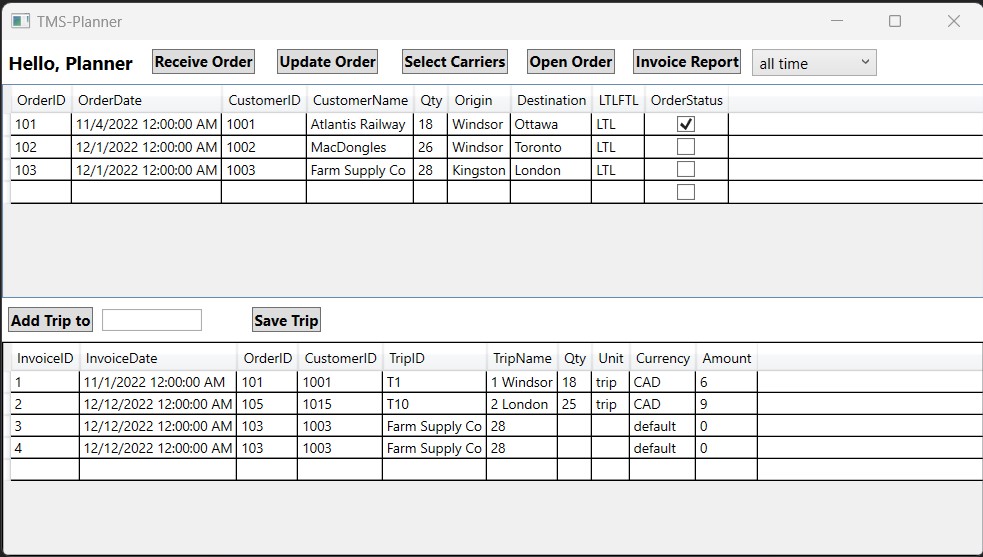 TMS-Planner
Hello, Planner Receive Order Update Order Select Carriers Open Order Invoice Report all time
OrderID OrderDate CustomerID CustomerName Qty Origin Destination LTLFTL OrderStatus
101 11/4/2022 12:00:00 AM 1001 Atlantis Railway 18 Windsor Ottawa LTL
102 12/1/2022 12:00:00 AM 1002 MacDongles 26 Windsor Toronto LTL
103 12/1/2022 12:00:00 AM 1003 Farm Supply Co 28 Kingston London LTL
Add Trip to Save Trip
InvoiceID InvoiceDate OrderID CustomerID TripID TripName Qty Unit Currency Amount
1 11/1/2022 12:00:00 AM 101 1001 T1 1 Windsor 18 trip CAD 6
2 12/12/2022 12:00:00 AM 105 1015 T10 2 London 25 trip CAD 9
3 12/12/2022 12:00:00 AM 103 1003 Farm Supply Co 28 default 0
4 12/12/2022 12:00:00 AM 103 1003 Farm Supply Co 28 default 0